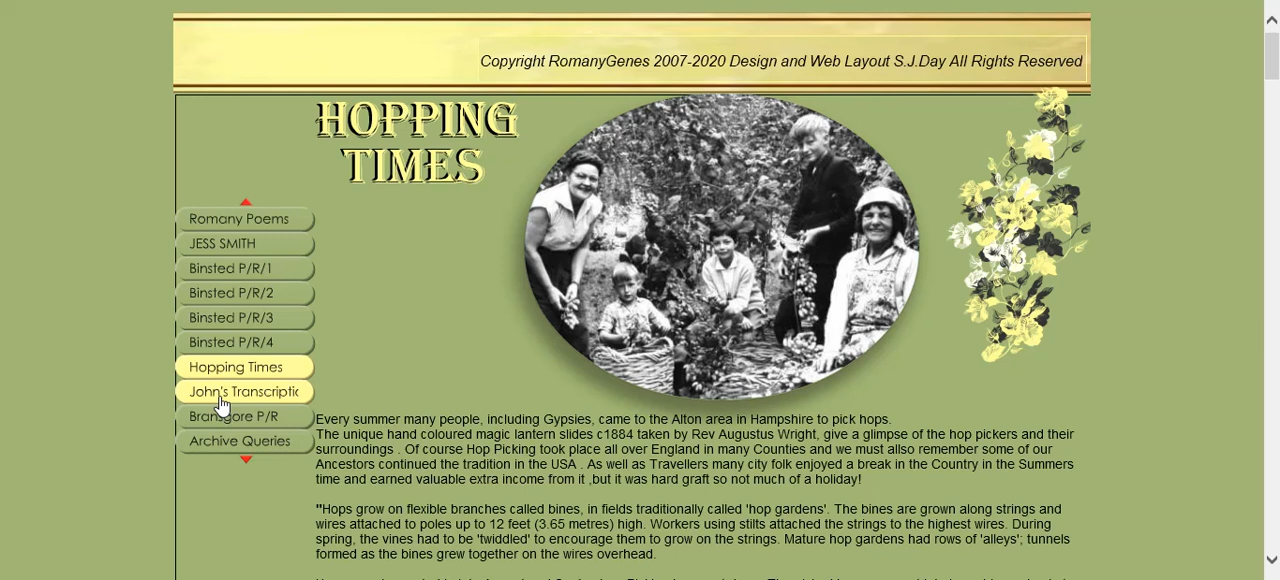 Copyright RomanyGenes 2007-2020 Design and Web Layout S.J.Day All Rights Reserved
HOPPING
TIMES
Romany Poems
JESS SMITH
Binsted P/R/1
Binsted P/R/2
Binsted P/R/3
Binsted P/R/4
Hopping Times
John's Transcriptio
Bransgore P/R
Archive Queries
Every summer many people, including Gypsies, came to the Alton area in Hampshire to pick hops.
The unique hand coloured magic lantern slides c1884 taken by Rev Augustus Wright, give a glimpse of the hop pickers and their
surroundings . Of course Hop Picking took place all over England in many Counties and we must allso remember some of our
Ancestors continued the tradition in the USA . As well as Travellers many city folk enjoyed a break in the Country in the Summers
time and earned valuable extra income from it ,but it was hard graft so not much of a holiday!
"Hops grow on flexible branches called bines, in fields traditionally called 'hop gardens'. The bines are grown along strings and
wires attached to poles up to 12 feet (3.65 metres) high. Workers using stilts attached the strings to the highest wires. During
spring, the vines had to be 'twiddled' to encourage them to grow on the strings. Mature hop gardens had rows of 'alleys'; tunnels
formed as the bines grew together on the wires overhead.